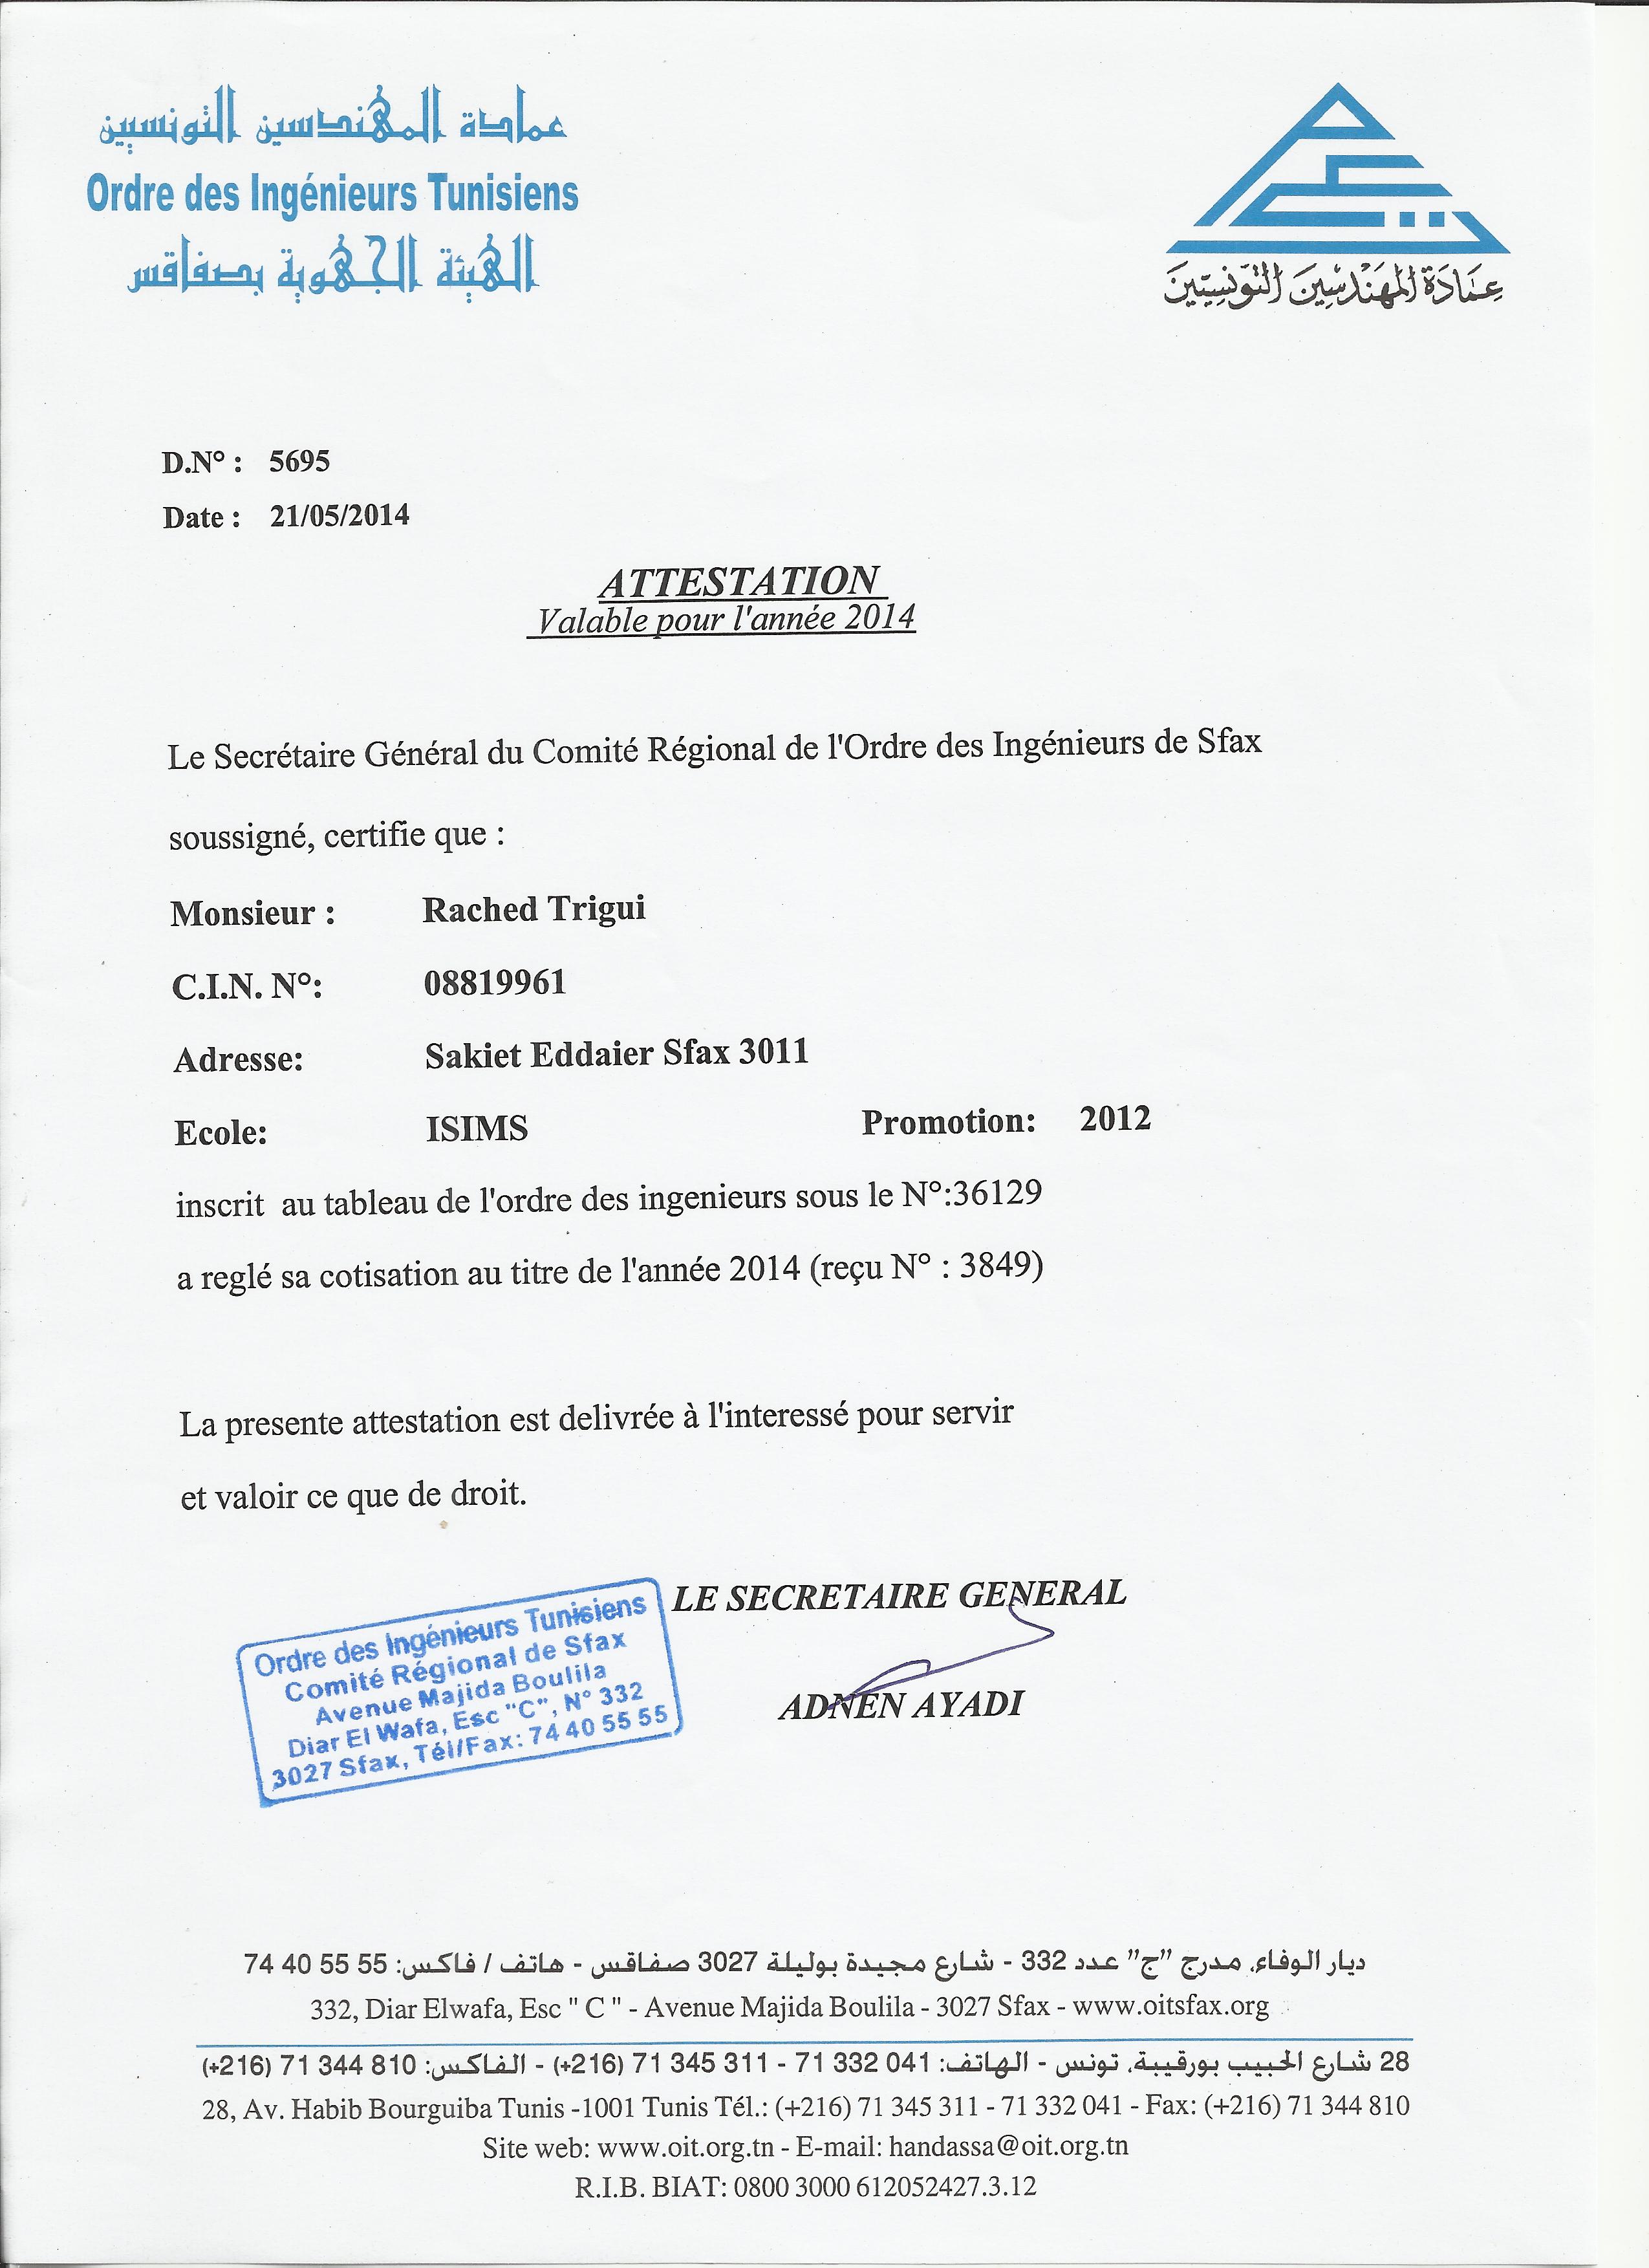 عمادة المهندسين التونسيين
Ordre des Ingénieurs Tunisiens
الهيئة الجهوية بصفاقس
عِمَادَة المُهَنْدِسِينَ التُّونِسِيِّينَ
D.N° : 5695
Date : 21/05/2014
ATTESTATION
Valable pour l'année 2014
Le Secrétaire Général du Comité Régional de l'Ordre des Ingénieurs de Sfax
soussigné, certifie que :
Monsieur : Rached Trigui
C.I.N. N°: 08819961
Adresse: Sakiet Eddaier Sfax 3011
Ecole: ISIMS Promotion: 2012
inscrit au tableau de l'ordre des ingenieurs sous le N°:36129
a reglé sa cotisation au titre de l'année 2014 (reçu N° : 3849)
La presente attestation est delivrée à l'interessé pour servir
et valoir ce que de droit.
LE SECRETAIRE GENERAL
ADNEN AYADI
Ordre des Ingénieurs Tunisiens
Comité Régional de Sfax
Avenue Majida Boulila
Diar El Wafa, Esc "C", N° 332
3027 Sfax, Tél/Fax: 74 40 55 55
ديار الوفاء، مدرج "ج" عدد 332 - شارع مجيدة بوليلة 3027 صفاقس - هاتف / فاكس: 55 55 40 74
332, Diar Elwafa, Esc " C " - Avenue Majida Boulila - 3027 Sfax - www.oitsfax.org
28 شارع الحبيب بورقيبة، تونس - الهاتف: 041 332 71 - 311 345 71 (216+) - الفاكس: 810 344 71 (216+)
28, Av. Habib Bourguiba Tunis -1001 Tunis Tél.: (+216) 71 345 311 - 71 332 041 - Fax: (+216) 71 344 810
Site web: www.oit.org.tn - E-mail: handassa@oit.org.tn
R.I.B. BIAT: 0800 3000 612052427.3.12